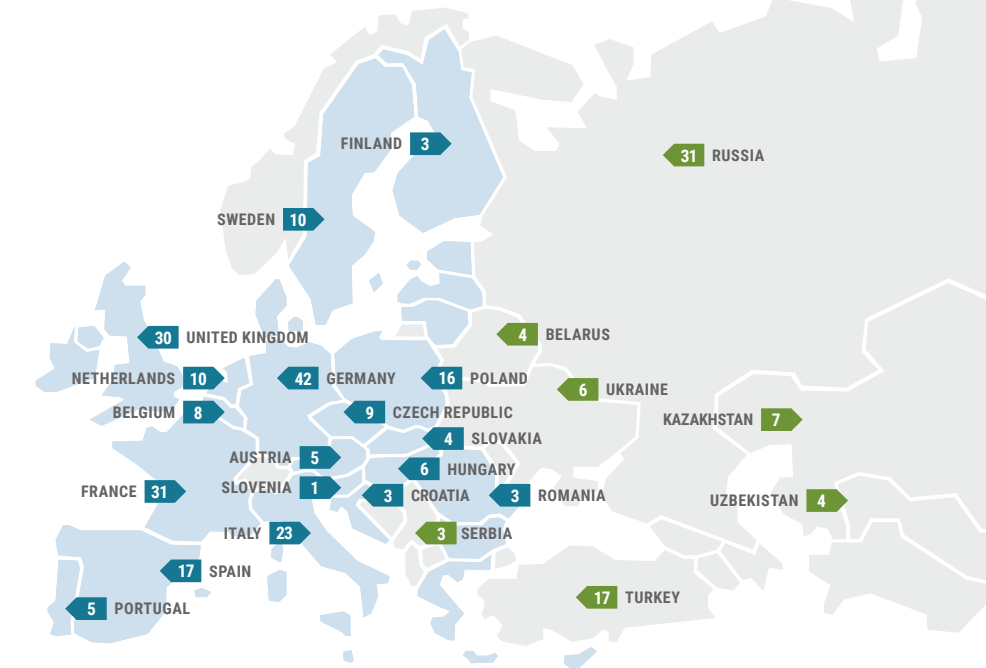 FINLAND 3
31 RUSSIA
SWEDEN 10
30 UNITED KINGDOM
4 BELARUS
NETHERLANDS 10
42 GERMANY
16 POLAND
6 UKRAINE
BELGIUM 8
9 CZECH REPUBLIC
KAZAKHSTAN 7
4 SLOVAKIA
AUSTRIA 5
6 HUNGARY
FRANCE 31
SLOVENIA 1
3 CROATIA
3 ROMANIA
UZBEKISTAN 4
ITALY 23
3 SERBIA
17 SPAIN
17 TURKEY
5 PORTUGAL